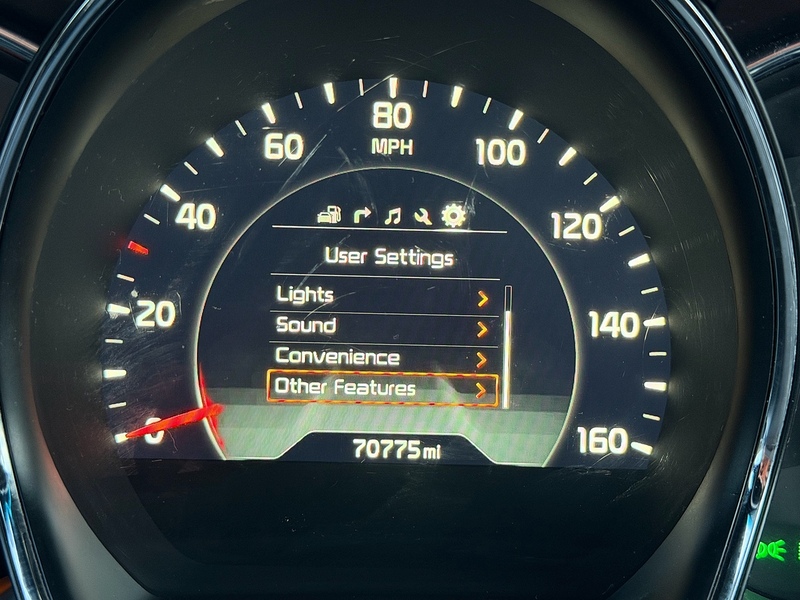 80
MPH
60
100
40
120
User Settings
Lights
Sound
20
140
Convenience
Other Features
0
160
70775 mi